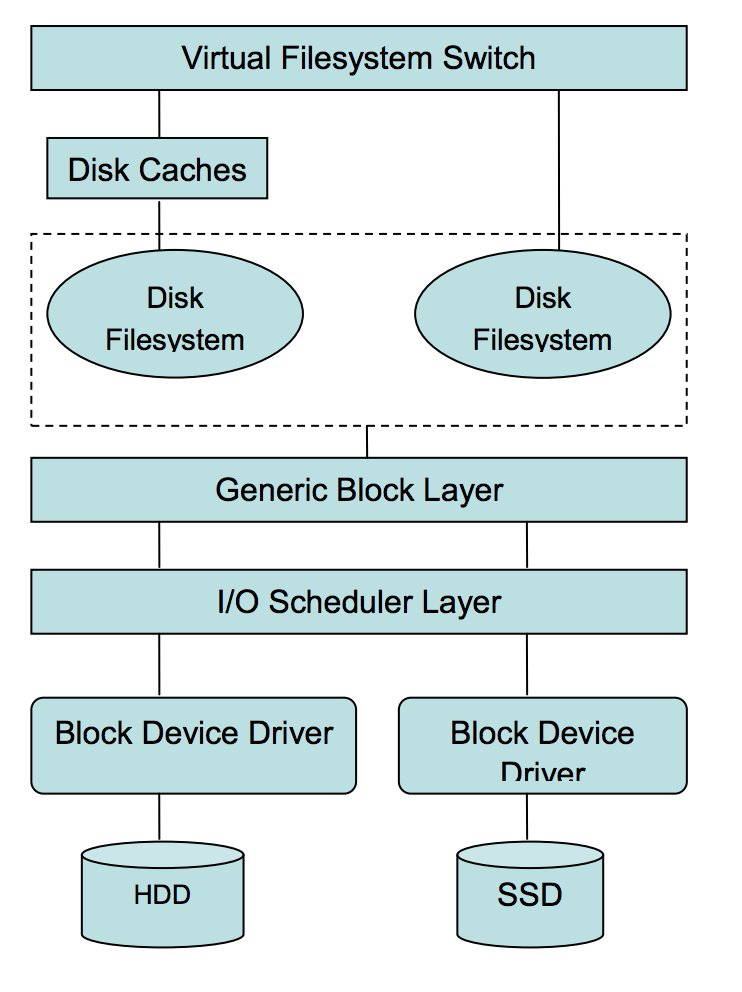 Virtual Filesystem Switch
Disk Caches
Disk
Filesystem
Disk
Filesystem
Generic Block Layer
I/O Scheduler Layer
Block Device Driver
Block Device
Driver
HDD
SSD